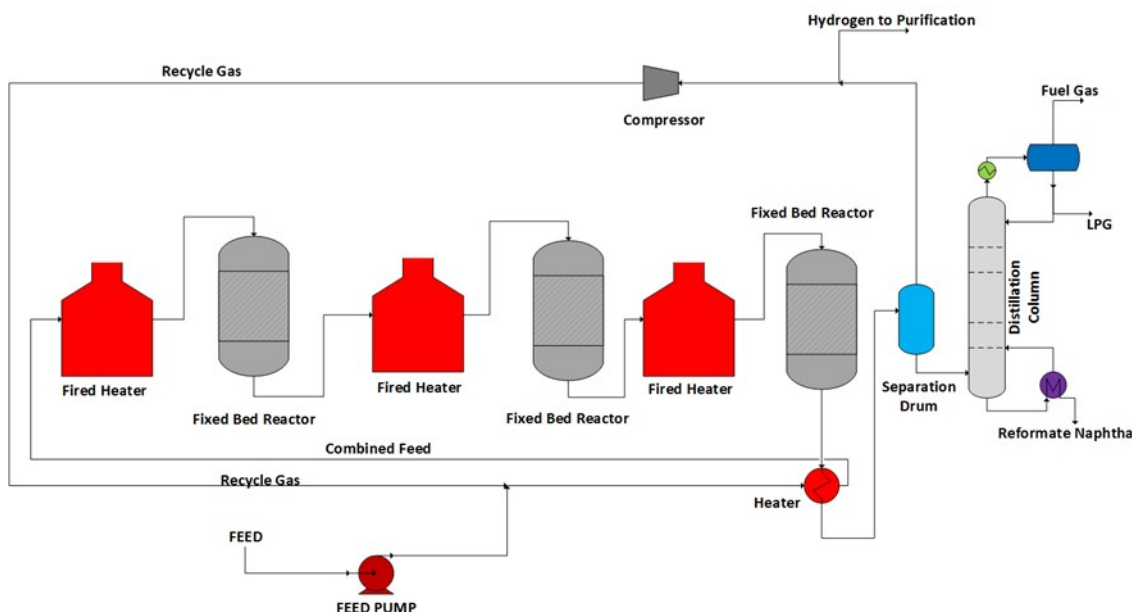 Hydrogen to Purification
Recycle Gas
Compressor
Fuel Gas
LPG
Fixed Bed Reactor
Distillation
Column
Fired Heater
Fixed Bed Reactor
Fired Heater
Fixed Bed Reactor
Fired Heater
Separation
Drum
Reformate Naphtha
Combined Feed
Recycle Gas
Heater
FEED
FEED PUMP
M